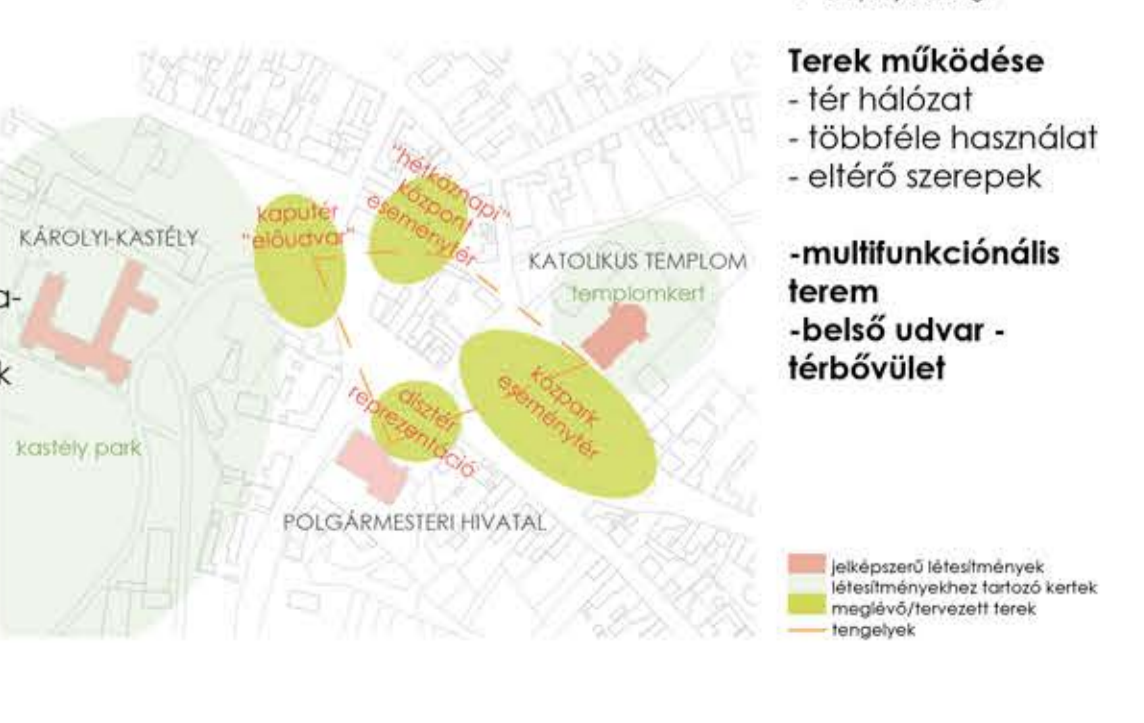 Terek működése
- tér hálózat
- többféle használat
- eltérő szerepek
-multifunkciónális
terem
-belső udvar -
térbővület
KÁROLYI-KASTÉLY
kastély park
kaputér
"előudvar"
"hétköznapi"
központ
eseménytér
KATOLIKUS TEMPLOM
templomkert
közpark
eseménytér
dísztér
reprezentáció
POLGÁRMESTERI HIVATAL
a-
k
jelképszerű létesítmények
létesítményekhez tartozó kertek
meglévő/tervezett terek
tengelyek